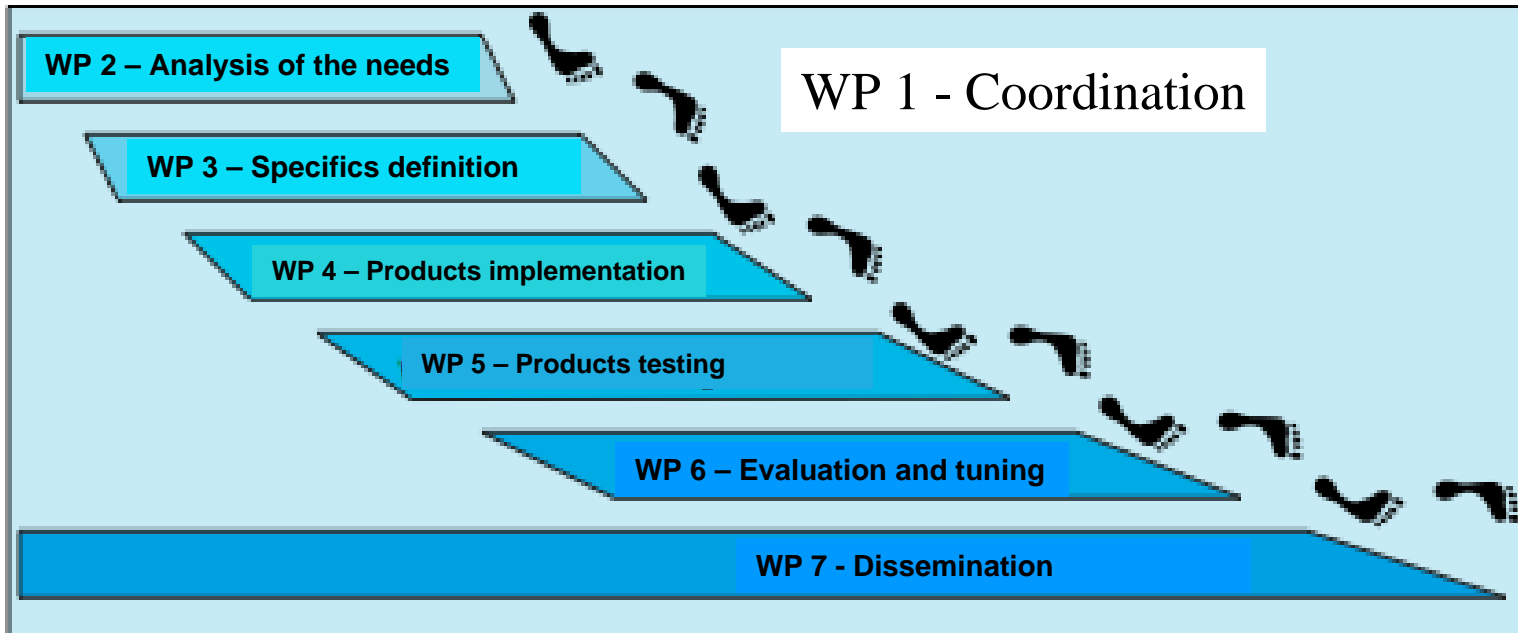 WP 1 - Coordination
WP 2 – Analysis of the needs
WP 3 – Specifics definition
WP 4 – Products implementation
WP 5 – Products testing
WP 6 – Evaluation and tuning
WP 7 - Dissemination